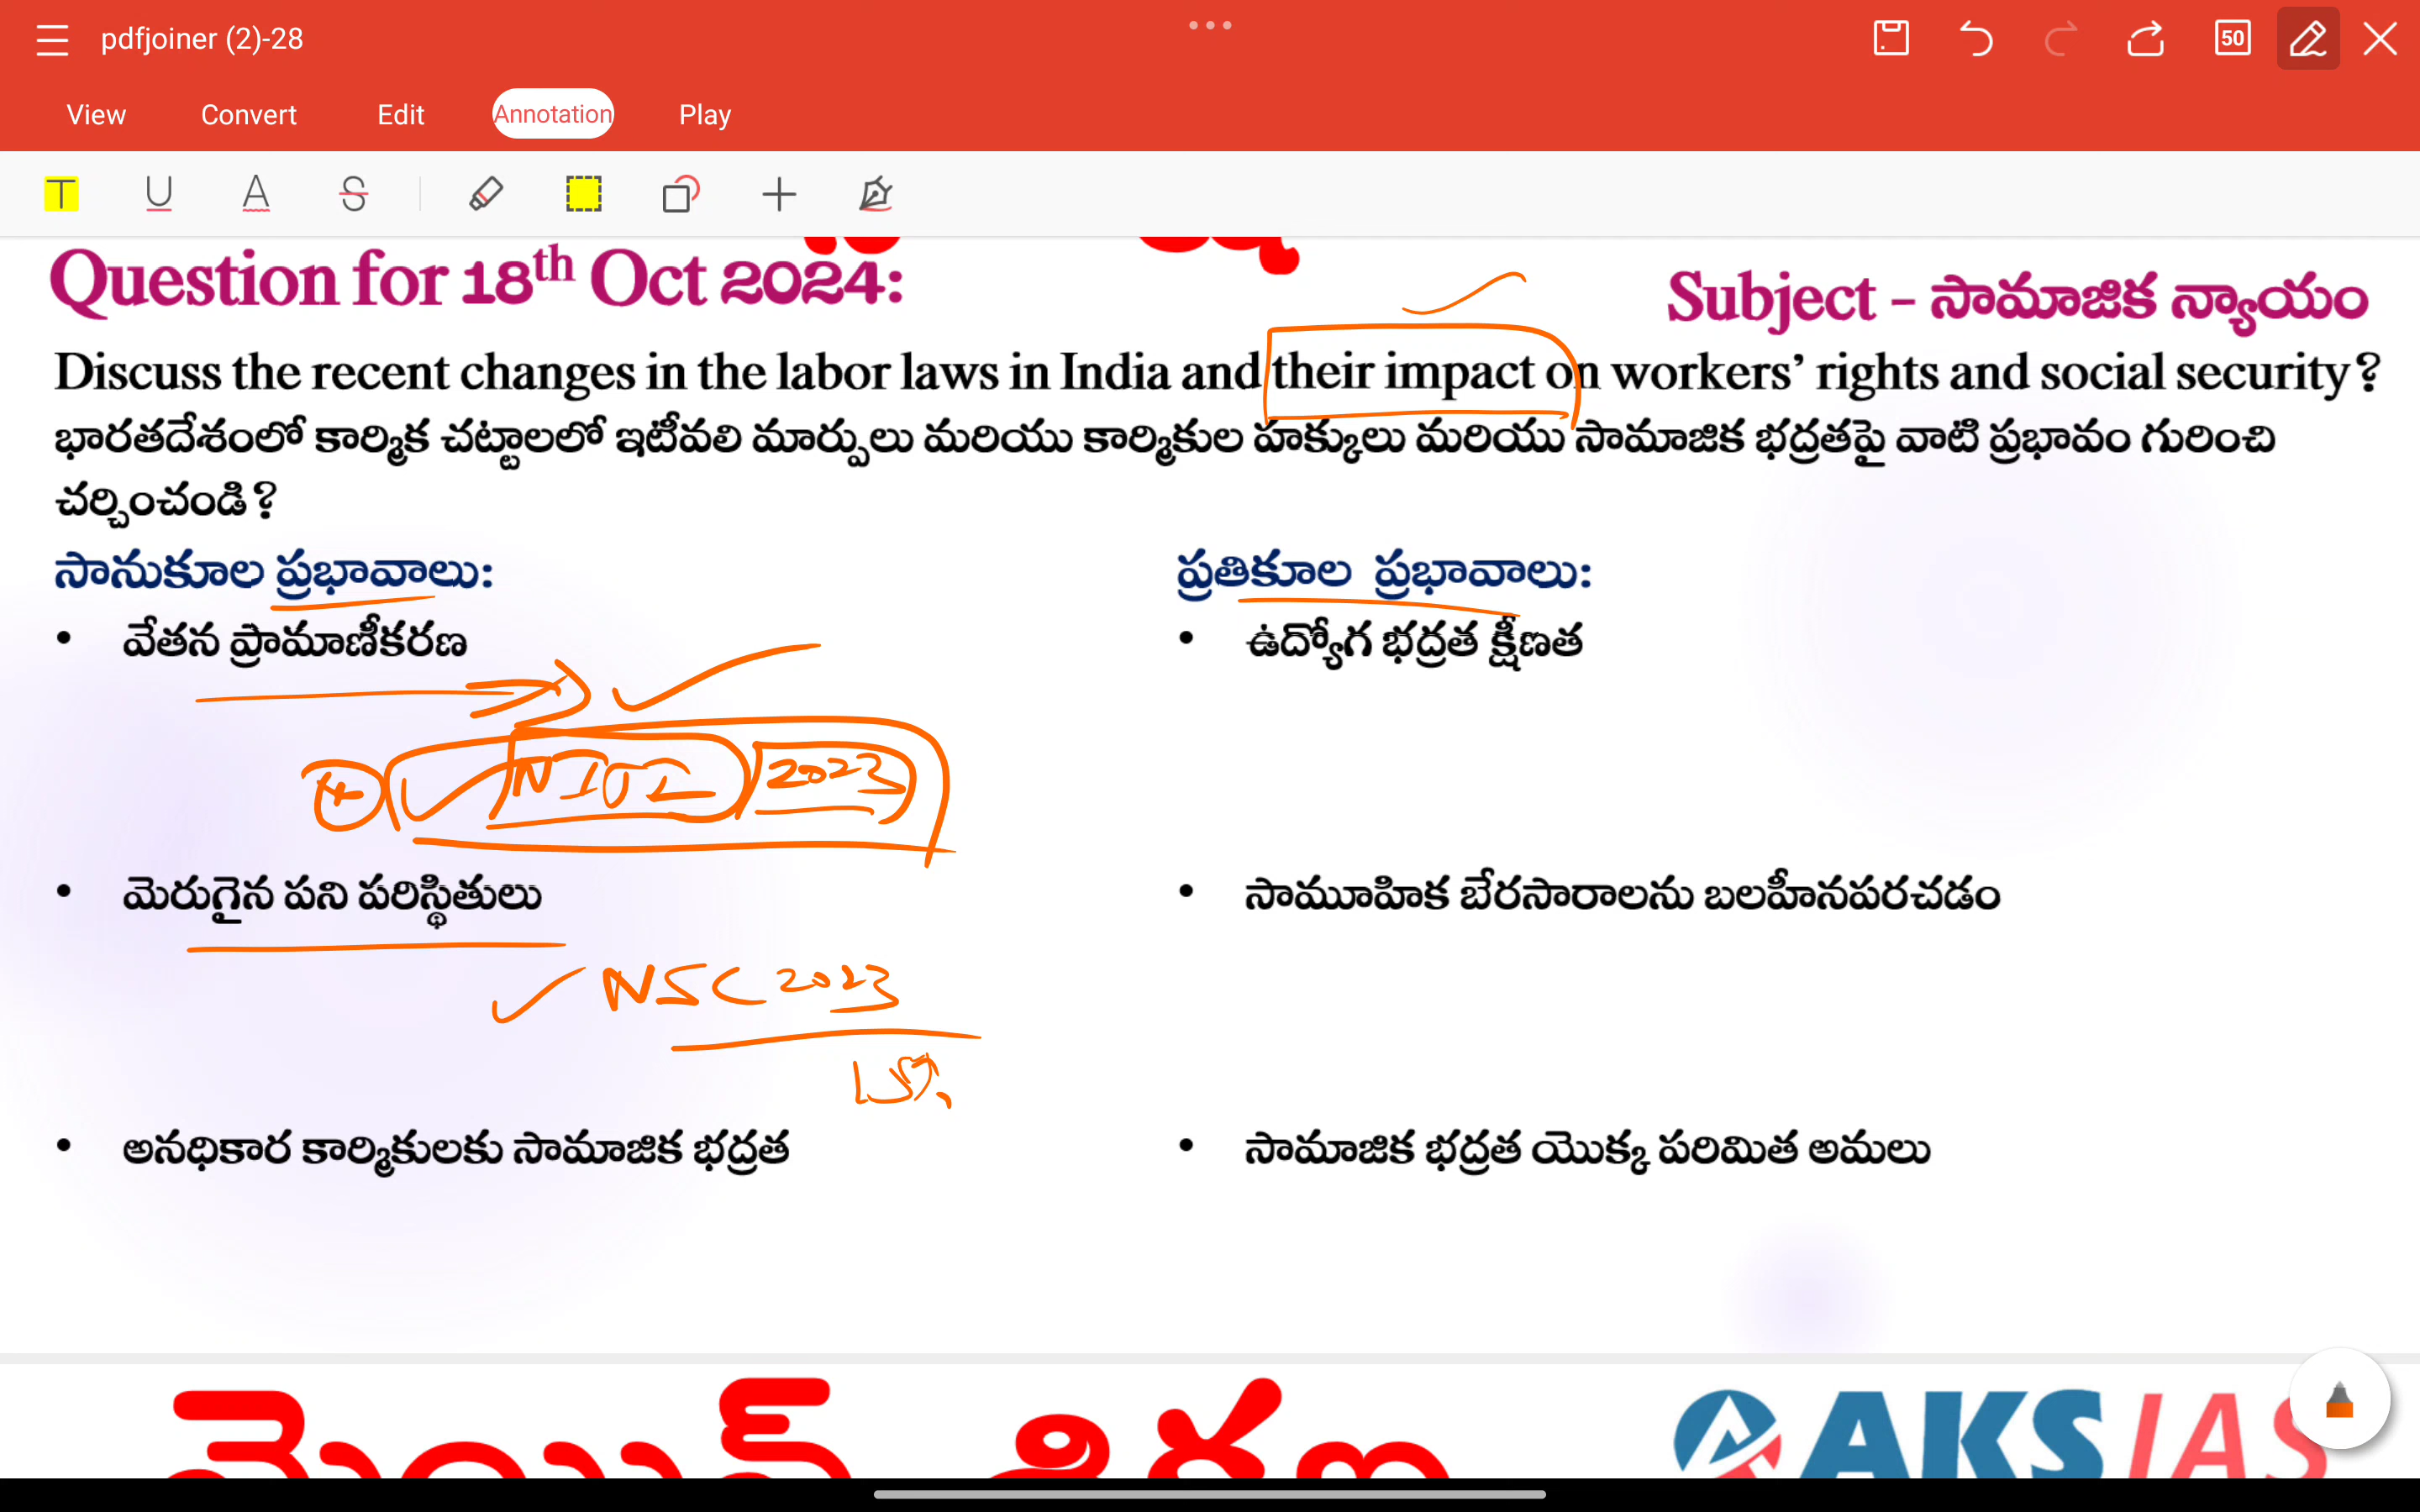 pdfjoiner (2)-28
50
View Convert Edit Annotation Play
T U A S
Question for 18th Oct 2024:
Subject - సామాజిక న్యాయం
Discuss the recent changes in the labor laws in India and their impact on workers' rights and social security?
భారతదేశంలో కార్మిక చట్టాలలో ఇటీవలి మార్పులు మరియు కార్మికుల హక్కులు మరియు సామాజిక భద్రతపై వాటి ప్రభావం గురించి
చర్చించండి?
సానుకూల ప్రభావాలు:
• వేతన ప్రామాణీకరణ
2023
• మెరుగైన పని పరిస్థితులు
NSC 2023
• అనధికార కార్మికులకు సామాజిక భద్రత
ప్రతికూల ప్రభావాలు:
• ఉద్యోగ భద్రత క్షీణత
• సామూహిక బేరసారాలను బలహీనపరచడం
• సామాజిక భద్రత యొక్క పరిమిత అమలు
AKS IAS